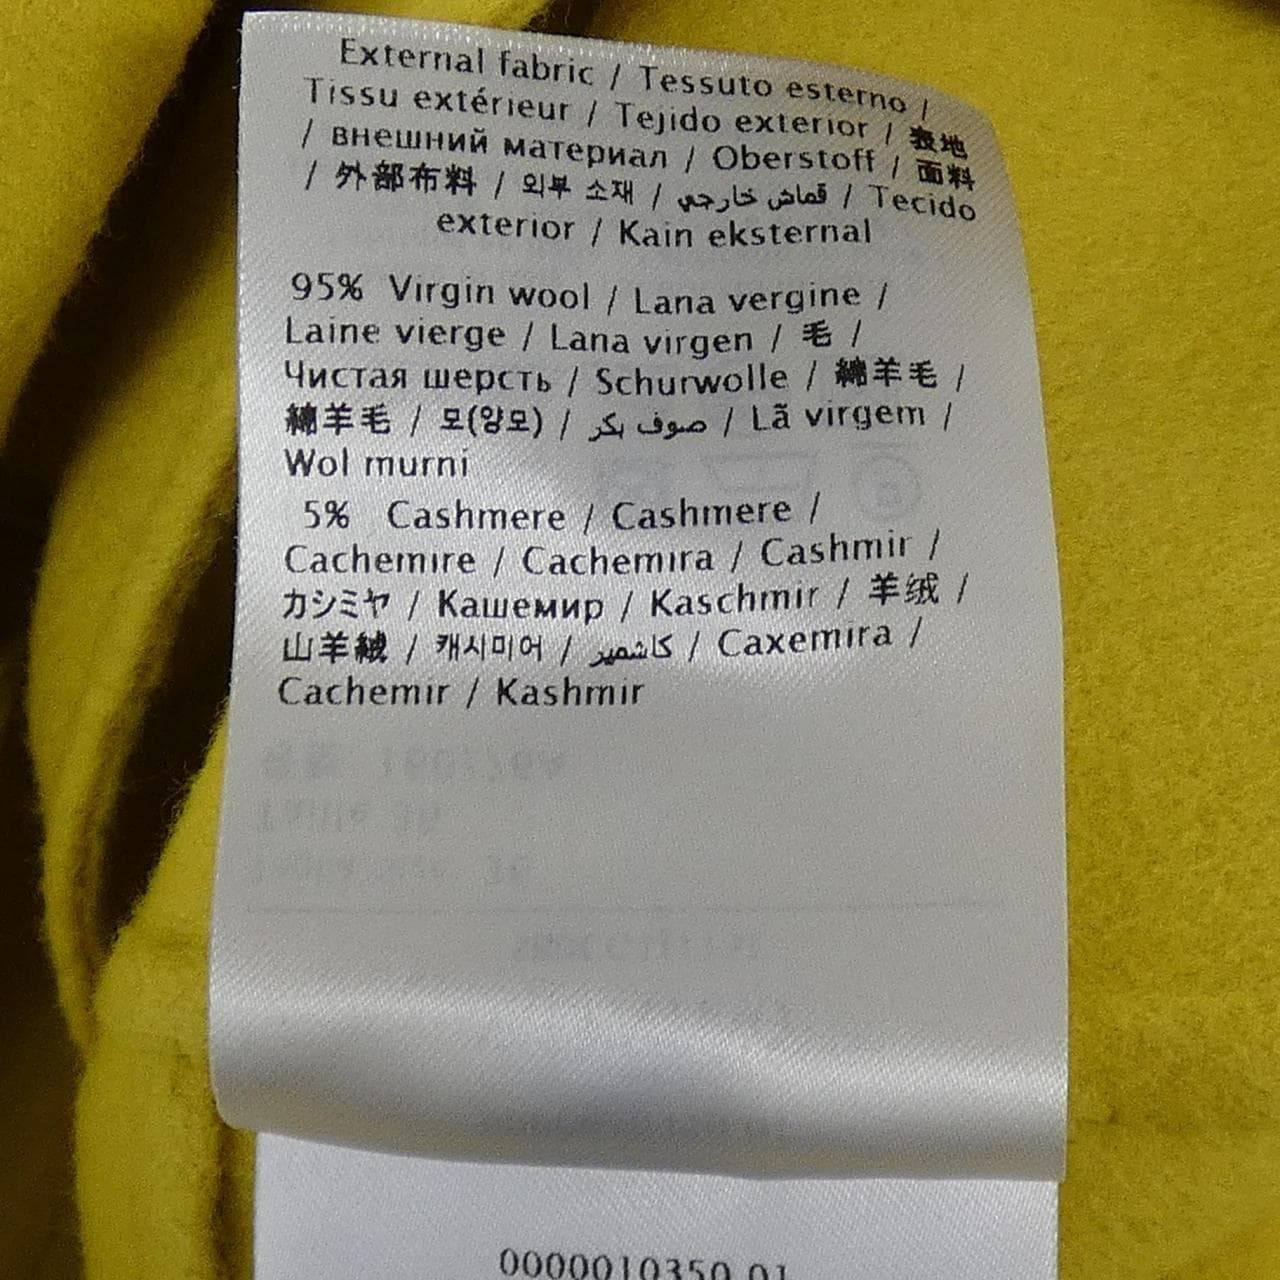 External fabric / Tessuto esterno /
Tissu extérieur / Tejido exterior / 表地
/ внешний материал / Oberstoff / 面料
/ 外部布料 / 외부 소재 / قماش خارجي / Tecido
exterior / Kain eksternal
95% Virgin wool / Lana vergine /
Laine vierge / Lana virgen / 毛 /
Чистая шерсть / Schurwolle / 綿羊毛 /
綿羊毛 / 모(양모) / صوف بكر / Lã virgem /
Wol murni
5% Cashmere / Cashmere /
Cachemire / Cachemira / Cashmir /
カシミヤ / Кашемир / Kaschmir / 羊绒 /
山羊絨 / 캐시미어 / كاشمير / Caxemira /
Cachemir / Kashmir
0000010350 01